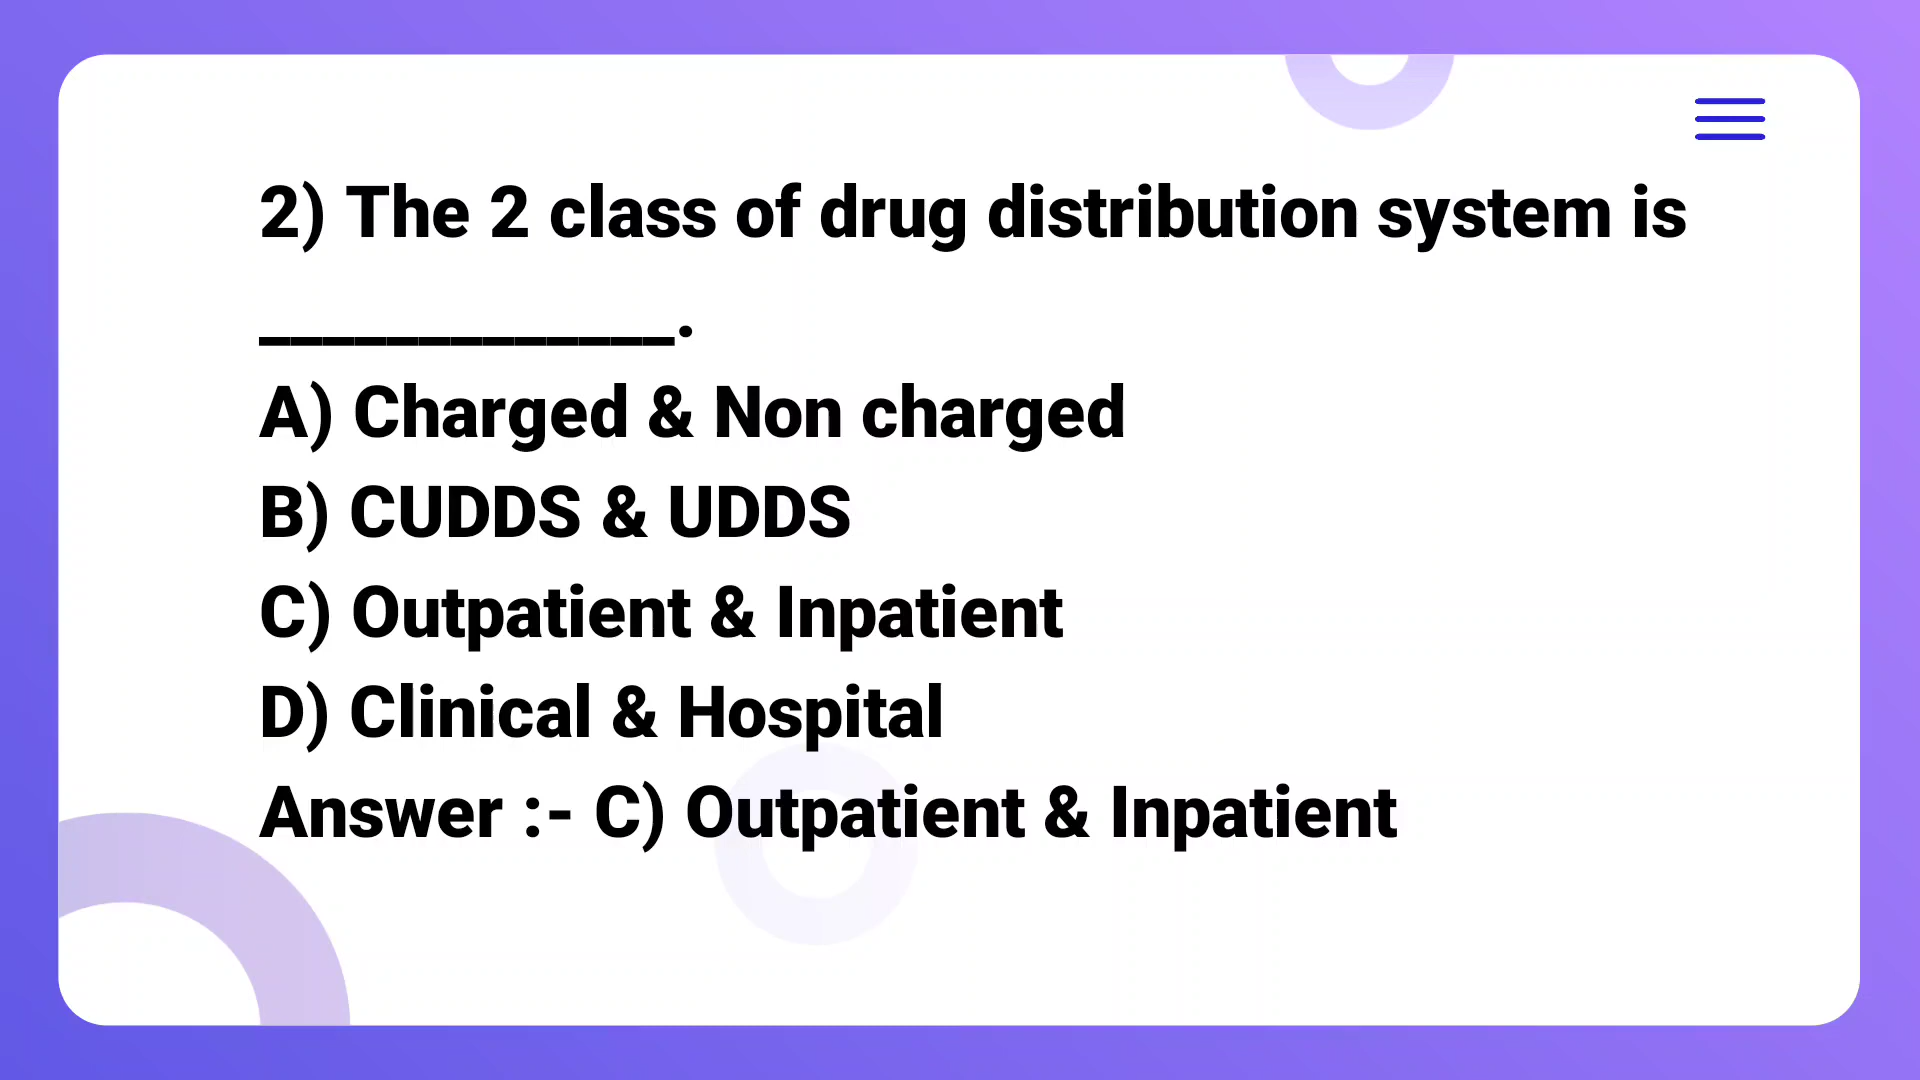 2) The 2 class of drug distribution system is
_____________.
A) Charged & Non charged
B) CUDDS & UDDS
C) Outpatient & Inpatient
D) Clinical & Hospital
Answer :- C) Outpatient & Inpatient